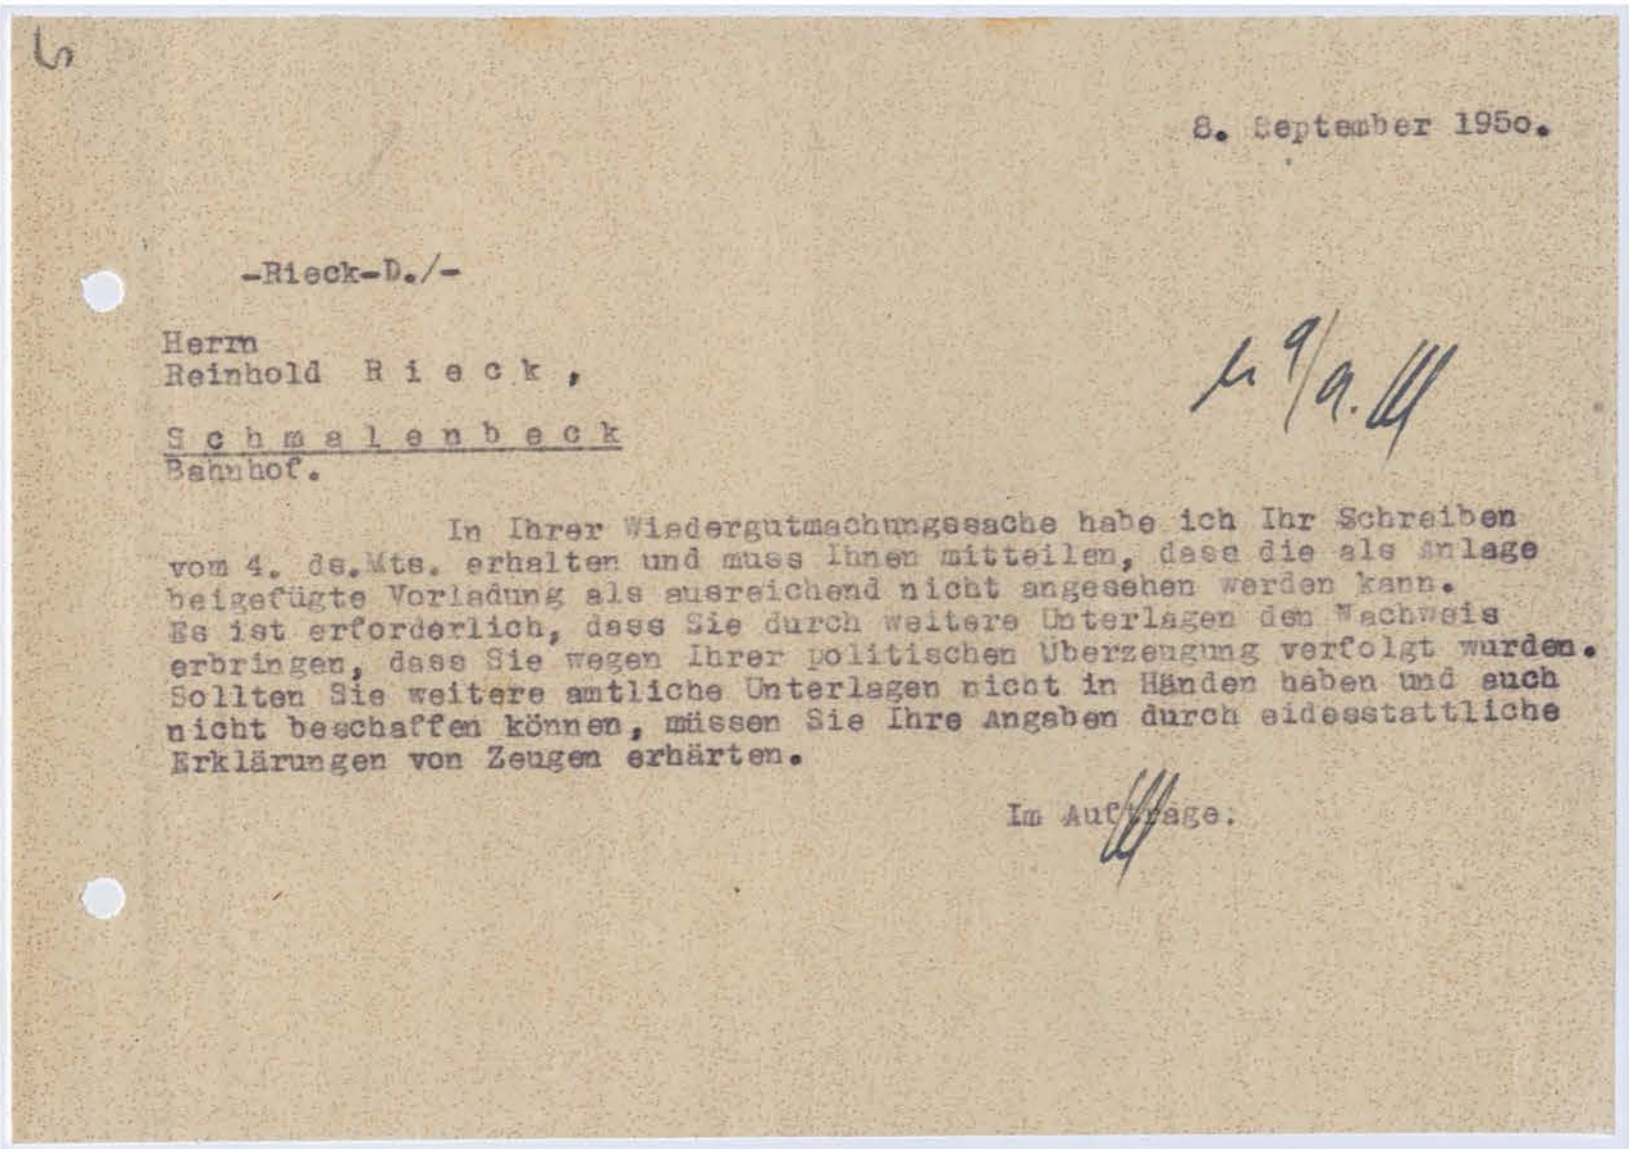 8. September 1950.
-Rieck-D./-
Herrn
Reinhold R i e c k ,
9/9.
S c h m a l e n b e c k
Bahnhof.
In Ihrer Wiedergutmachungssache habe ich Ihr Schreiben
vom 4. ds.Mts. erhalten und muss Ihnen mitteilen, dass die als Anlage
beigefügte Vorladung als ausreichend nicht angesehen werden kann.
Es ist erforderlich, dass Sie durch weitere Unterlagen den Nachweis
erbringen, dass Sie wegen Ihrer politischen Überzeugung verfolgt wurden.
Sollten Sie weitere amtliche Unterlagen nicht in Händen haben und auch
nicht beschaffen können, müssen Sie Ihre Angaben durch eidesstattliche
Erklärungen von Zeugen erhärten.
Im Auftrage: